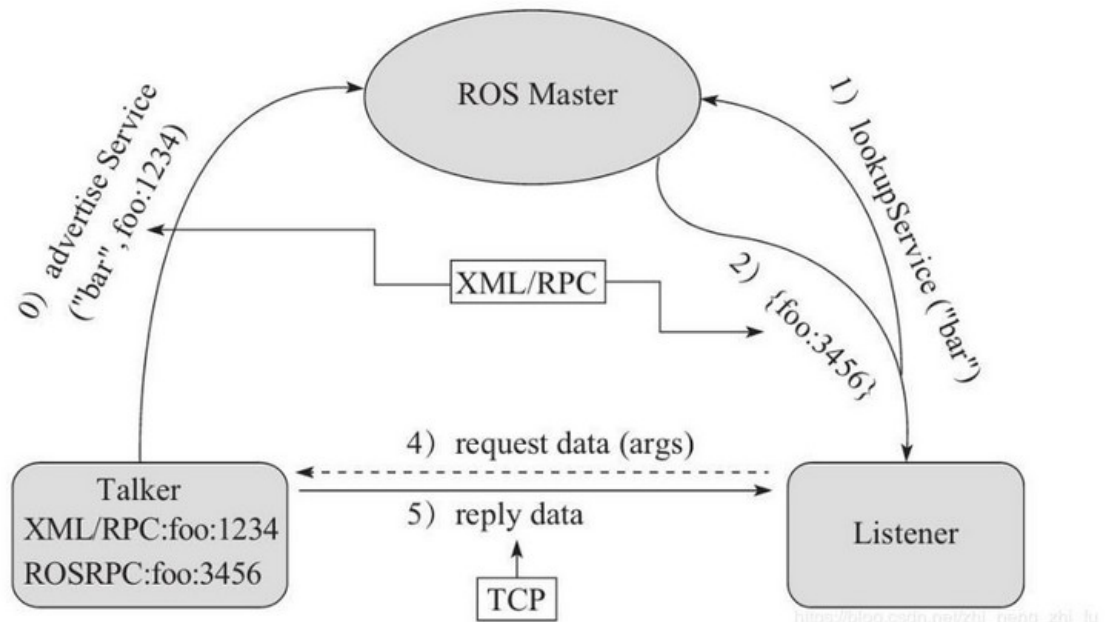 ROS Master
0) advertise Service
("bar",foo:1234)
1) lookupService ("bar")
XML/RPC
2) {foo:3456}
4) request data (args)
5) reply data
TCP
Talker
XML/RPC:foo:1234
ROSRPC:foo:3456
Listener